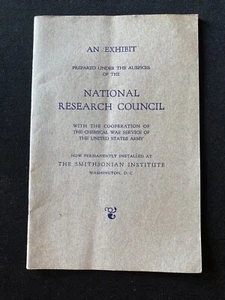 AN EXHIBIT
PREPARED UNDER THE AUSPICES
OF THE
NATIONAL
RESEARCH COUNCIL
WITH THE COOPERATION OF
THE CHEMICAL WAR SERVICE OF
THE UNITED STATES ARMY
NOW PERMANENTLY INSTALLED AT
THE SMITHSONIAN INSTITUTE
WASHINGTON, D. C.